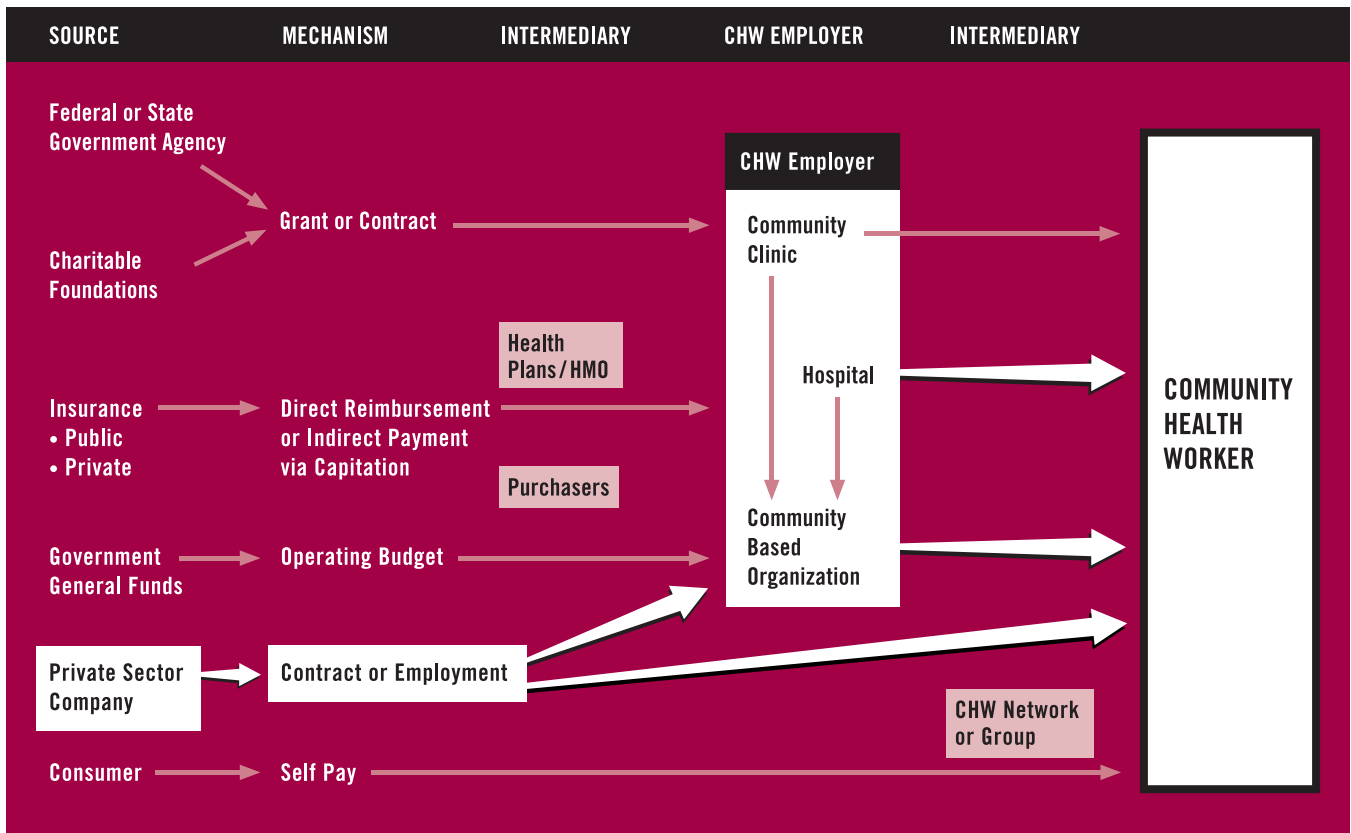 SOURCE
MECHANISM
INTERMEDIARY
CHW EMPLOYER
INTERMEDIARY
Federal or State
Government Agency
Grant or Contract
Charitable
Foundations
CHW Employer
Community
Clinic
Health
Plans/HMO
Hospital
Insurance
• Public
• Private
Direct Reimbursement
or Indirect Payment
via Capitation
Purchasers
Community
Based
Organization
Government
General Funds
Operating Budget
Private Sector
Company
Contract or Employment
CHW Network
or Group
Consumer
Self Pay
COMMUNITY
HEALTH
WORKER